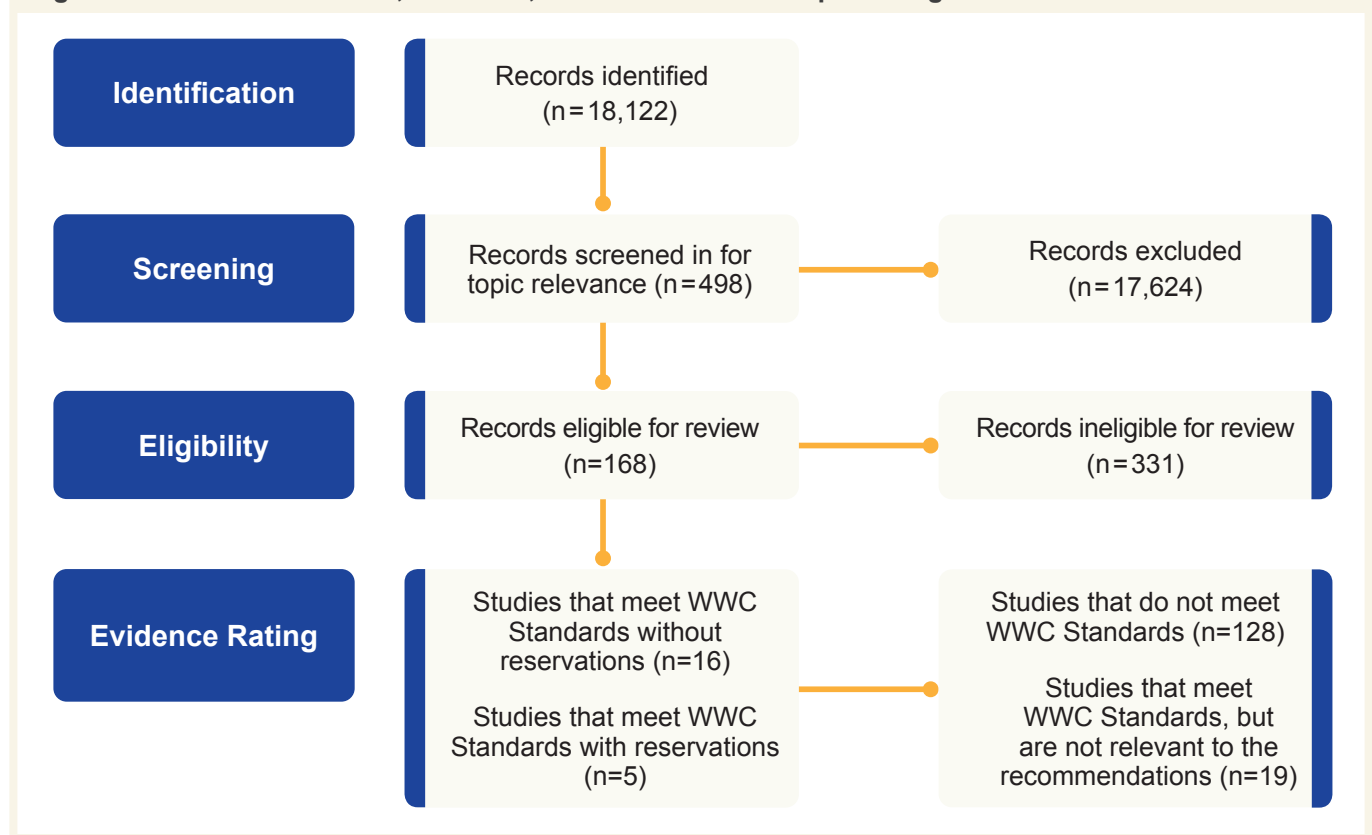 Identification
Records identified
(n=18,122)
Screening
Records screened in for
topic relevance (n=498)
Records excluded
(n=17,624)
Eligibility
Records eligible for review
(n=168)
Records ineligible for review
(n=331)
Evidence Rating
Studies that meet WWC
Standards without
reservations (n=16)
Studies that meet WWC
Standards with reservations
(n=5)
Studies that do not meet
WWC Standards (n=128)
Studies that meet
WWC Standards, but
are not relevant to the
recommendations (n=19)